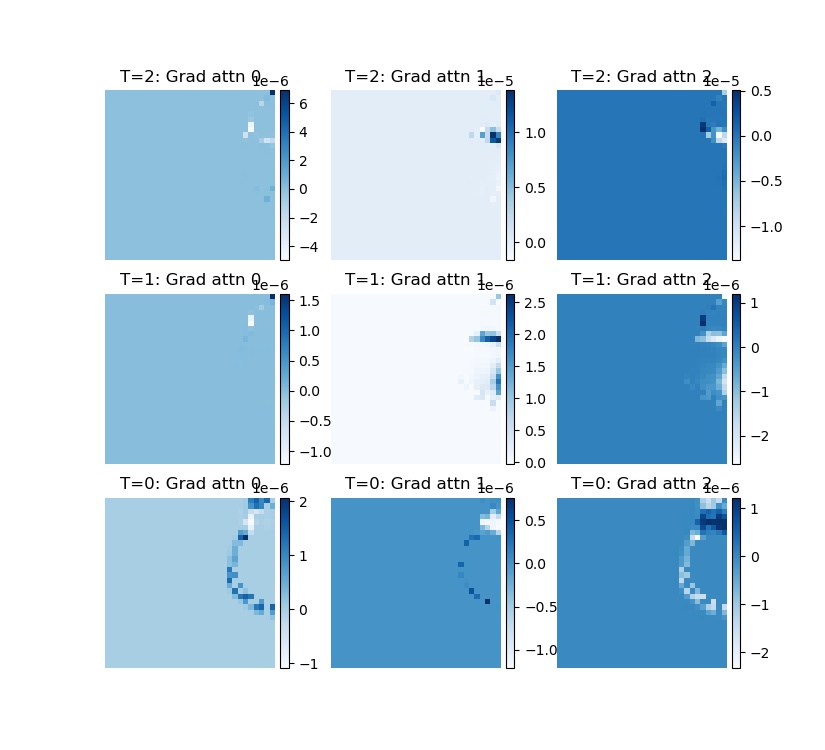 T=2: Grad attn 0
1e−6
6
4
2
0
−2
−4
T=2: Grad attn 1
1e−5
1.0
0.5
0.0
T=2: Grad attn 2
1e−5
0.5
0.0
−0.5
−1.0
T=1: Grad attn 0
1e−6
1.5
1.0
0.5
0.0
−0.5
−1.0
T=1: Grad attn 1
1e−6
2.5
2.0
1.5
1.0
0.5
0.0
T=1: Grad attn 2
1e−6
1
0
−1
−2
T=0: Grad attn 0
1e−6
2
1
0
−1
T=0: Grad attn 1
1e−6
0.5
0.0
−0.5
−1.0
T=0: Grad attn 2
1e−6
1
0
−1
−2